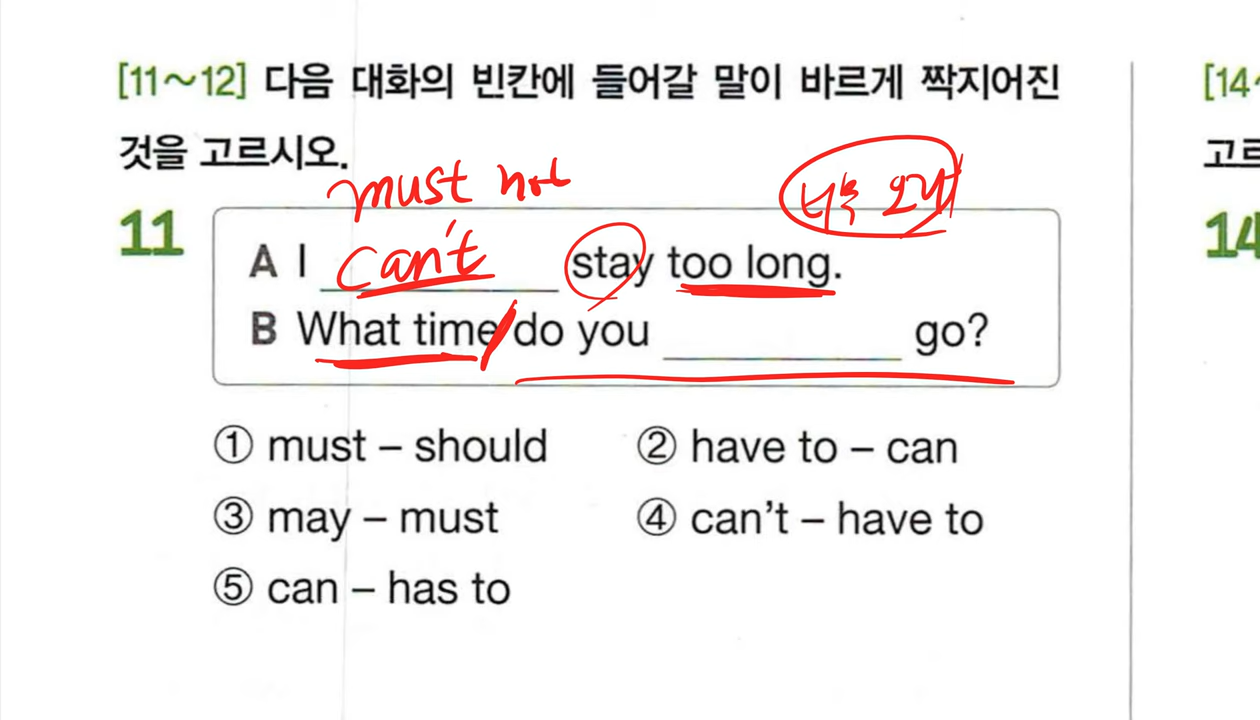 [11~12] 다음 대화의 빈칸에 들어갈 말이 바르게 짝지어진
것을 고르시오.
must not
너무 오래
11
A I can't stay too long.
B What time do you ____ go?
① must – should
② have to – can
③ may – must
④ can't – have to
⑤ can – has to
[14~
고르
14